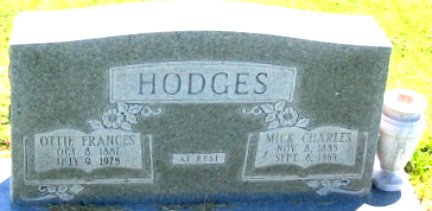 HODGES
OTTIE FRANCES
OCT 8, 1887
JULY 9, 1975
AT REST
MICK CHARLES
NOV. 8, 1885
SEPT. 6, 1969